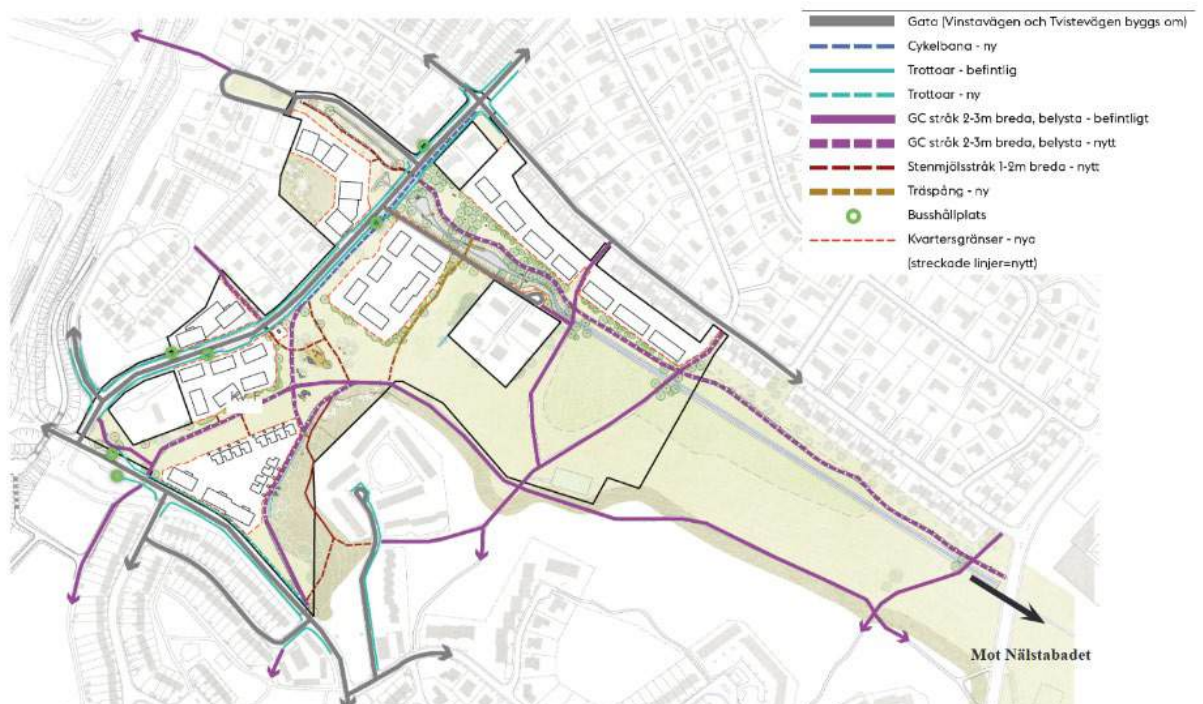 Gata (Vinstavägen och Tvistevägen byggs om)
Cykelbana - ny
Trottoar - befintlig
Trottoar - ny
GC stråk 2-3m breda, belysta - befintligt
GC stråk 2-3m breda, belysta - nytt
Stenmjölsstråk 1-2m breda - nytt
Träspång - ny
Busshållplats
Kvartersgränser - nya
(streckade linjer=nytt)
KV F
Mot Nälstabadet